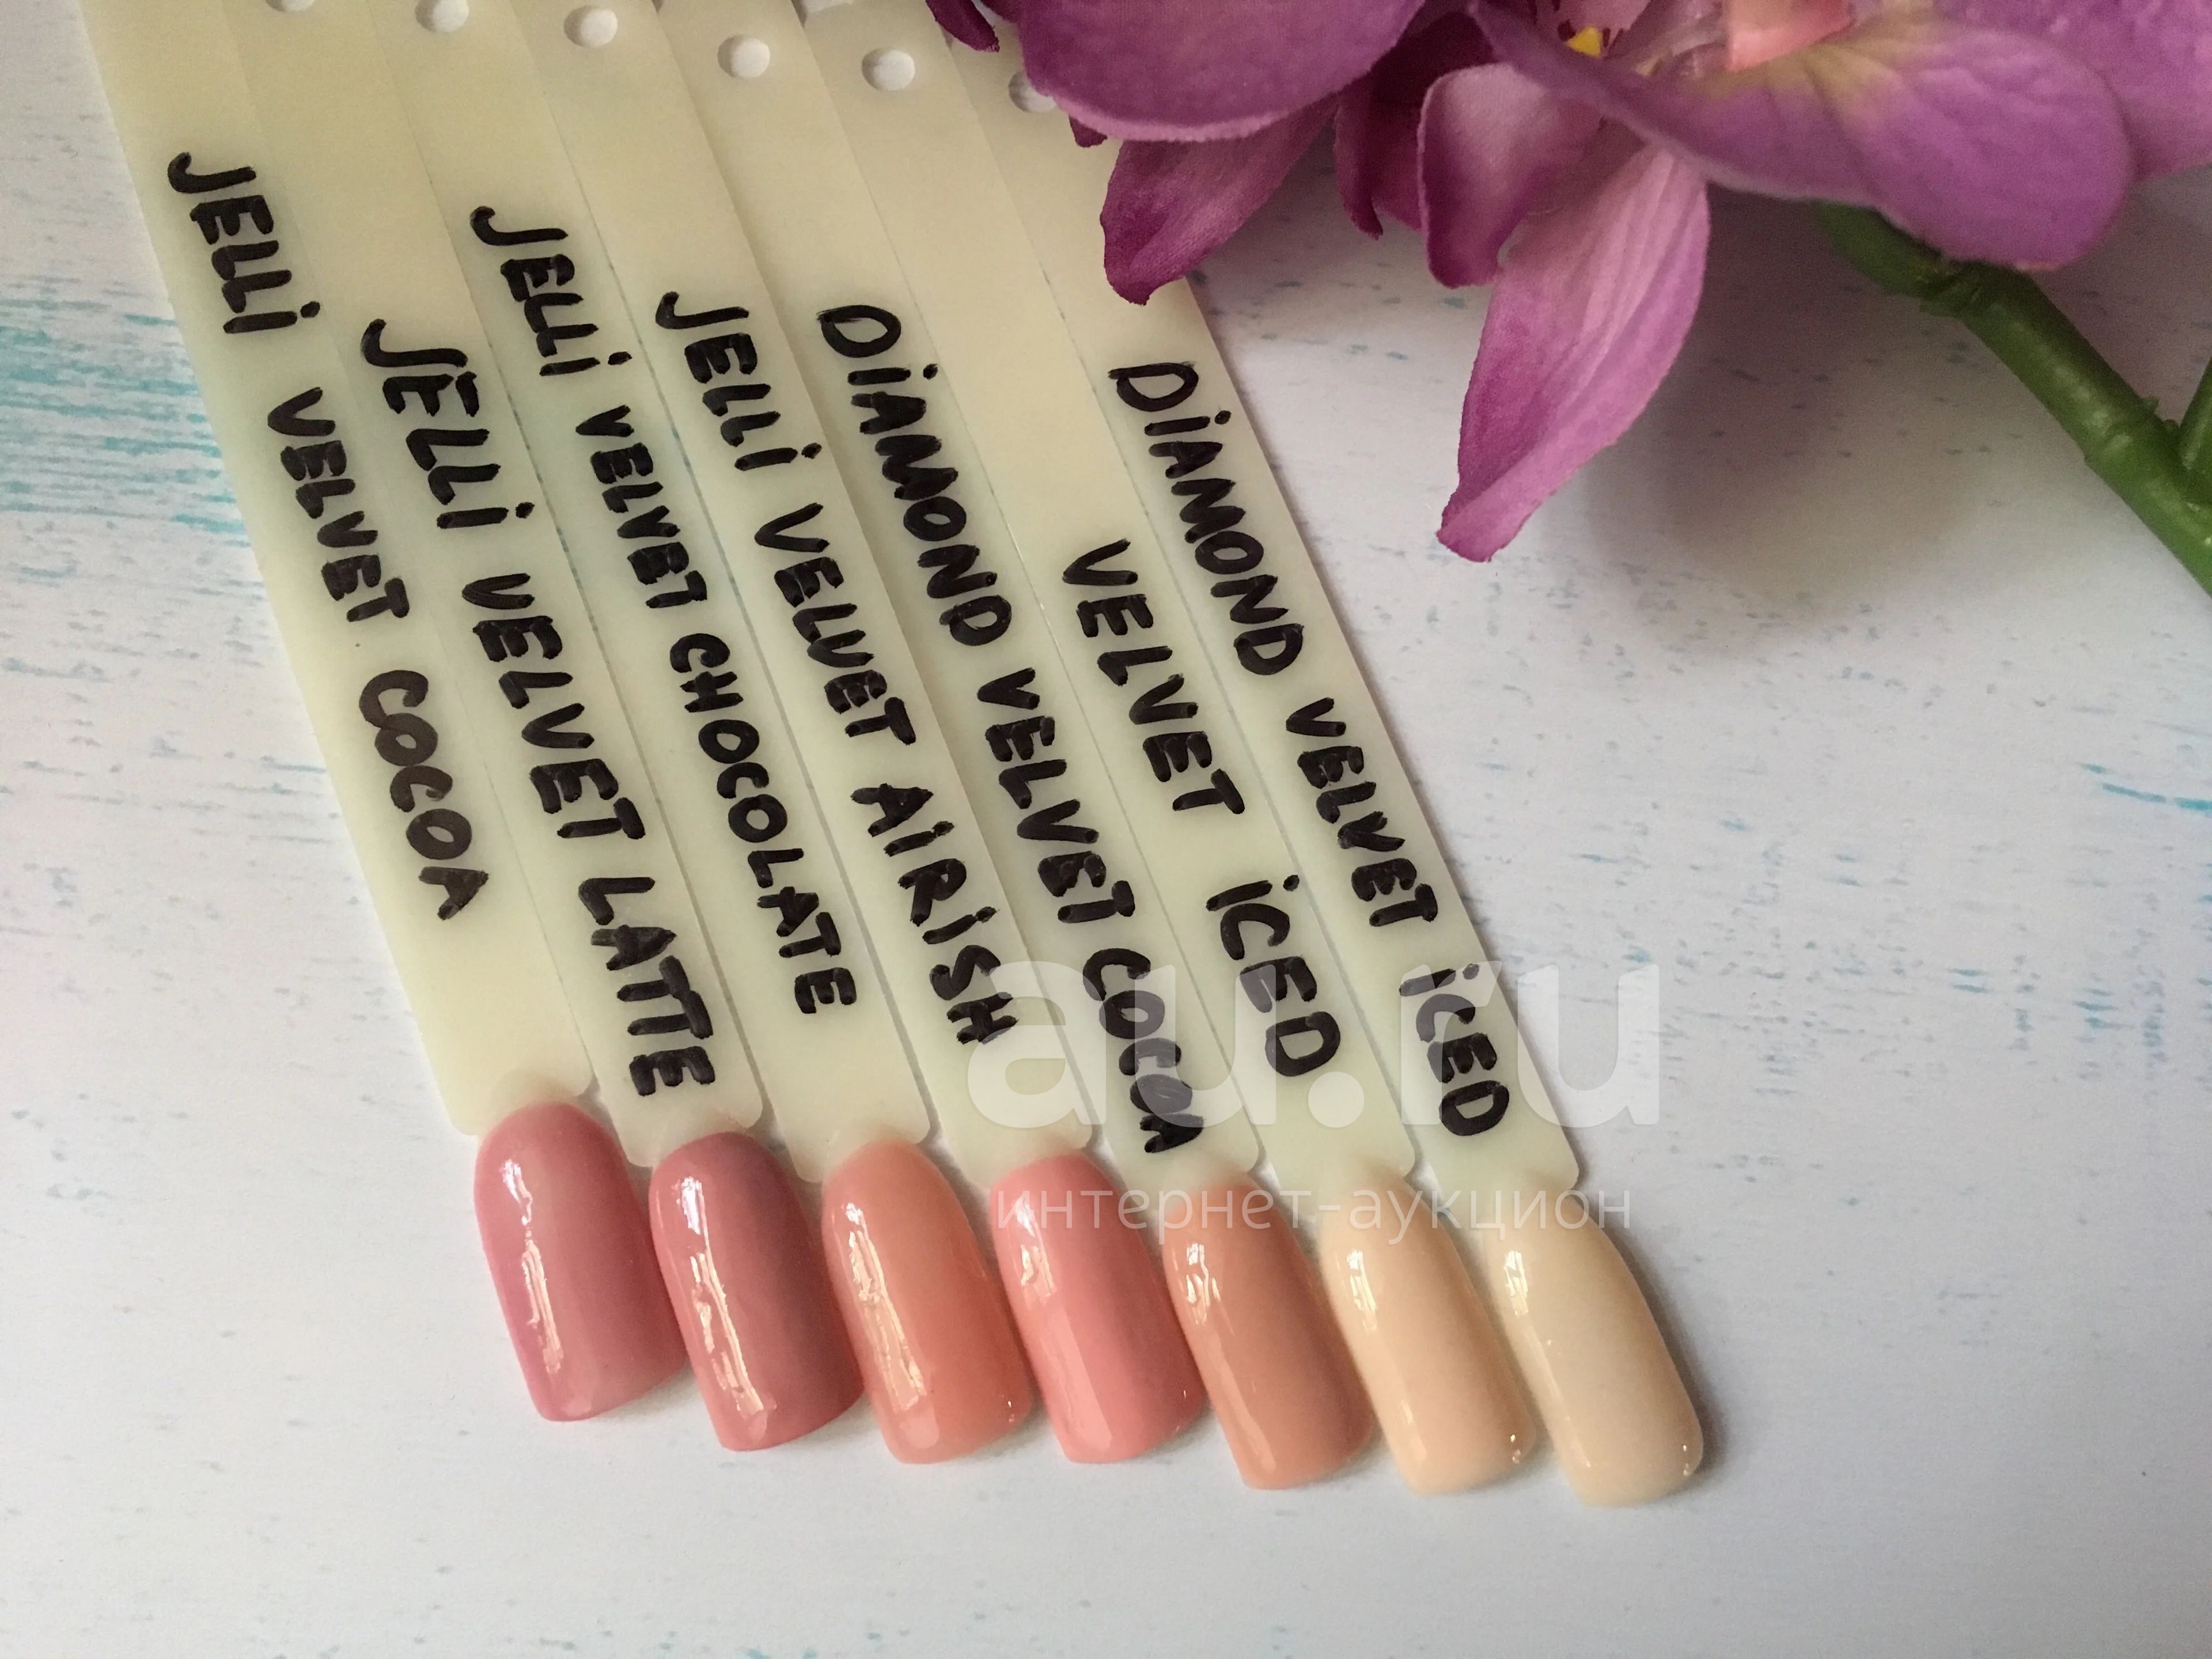 JELLi VELVET COCOA
JELLi VELVET LATTE
JELLi VELVET CHOCOLATE
JELLi VELVET AiRiSH
DiAMOND VELVET COCOA
VELVET iCED
DiAMOND VELVET iCED
au.ru
интернет-аукцион